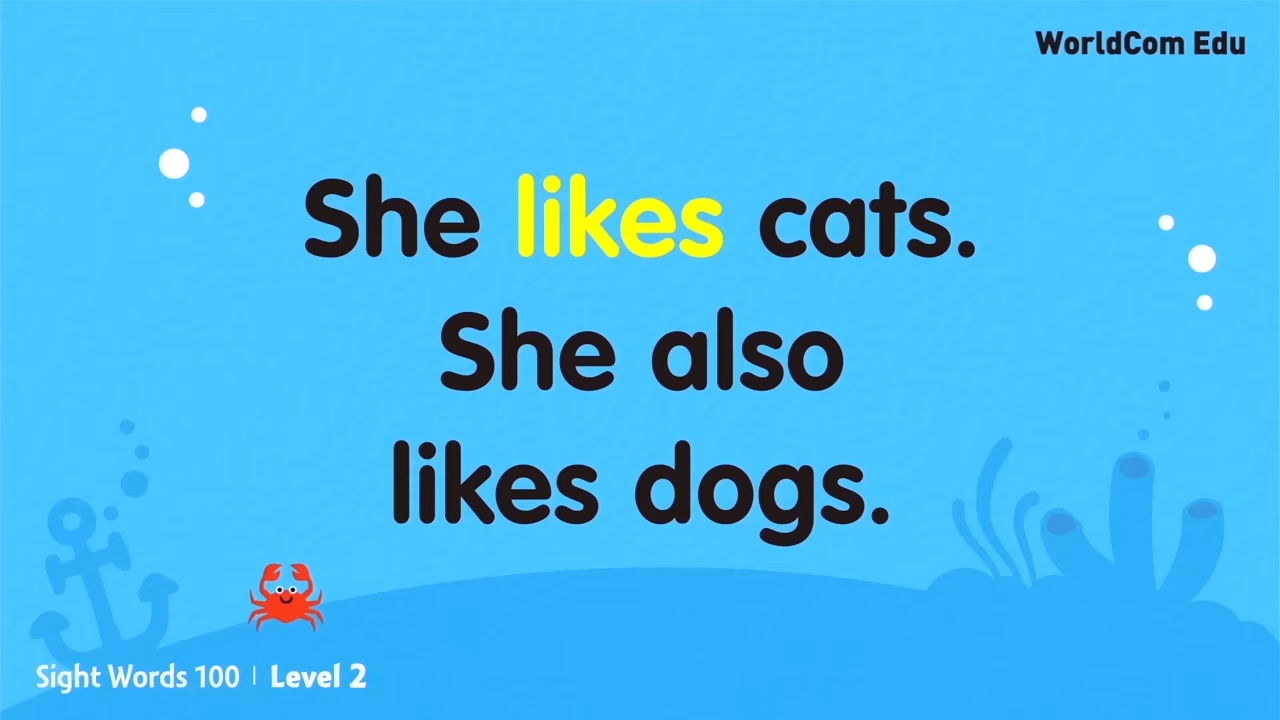 WorldCom Edu
She likes cats.
She also
likes dogs.
Sight Words 100 | Level 2